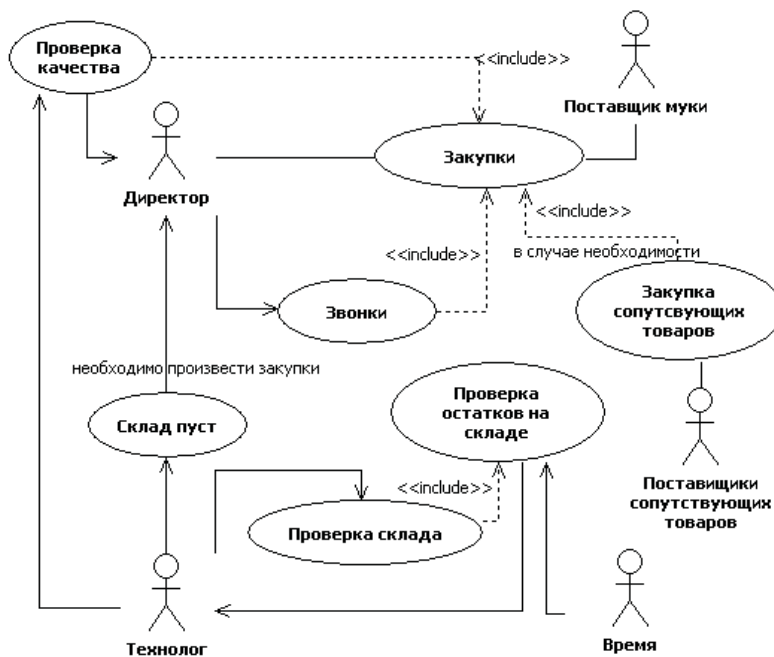 Проверка
качества
<<include>>
Поставщик муки
Закупки
Директор
<<include>>
<<include>>
в случае необходимости
Звонки
Закупка
сопутсвующих
товаров
необходимо произвести закупки
Склад пуст
Проверка
остатков на
складе
<<include>>
Проверка склада
Поставищики
сопутствующих
товаров
Технолог
Время